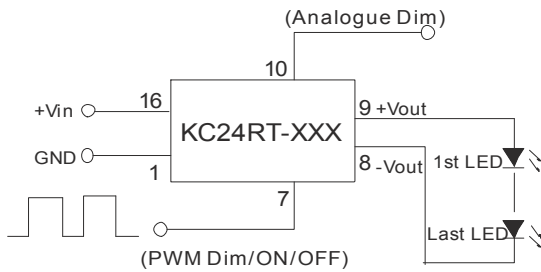 (Analogue Dim)
10
+Vin
16
9 +Vout
KC24RT-XXX
GND
1
8 -Vout
1st LED
7
Last LED
(PWM Dim/ON/OFF)